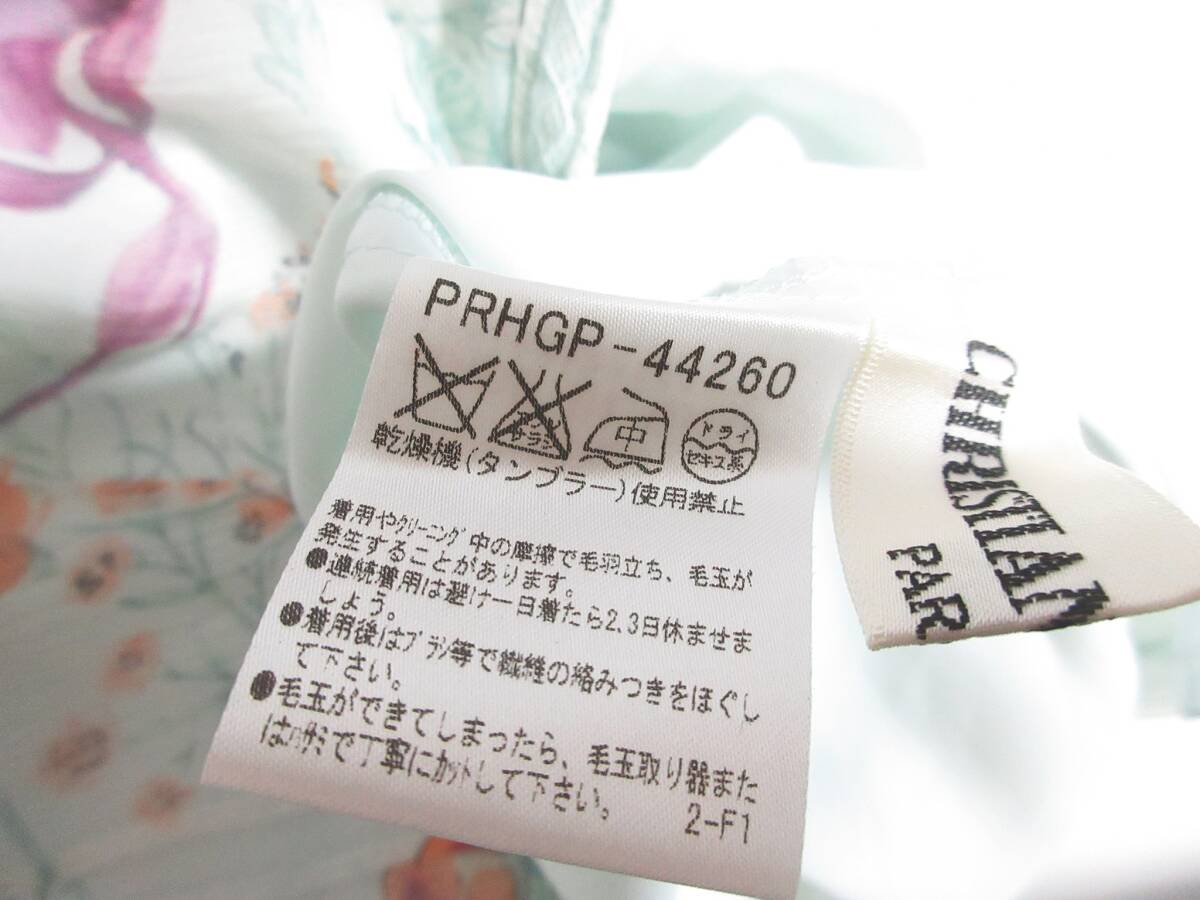 PRHGP-44260
エンソ
サラシ
中
ドライ
セキユ系
乾燥機(タンブラー)使用禁止
着用やクリーニング中の摩擦で毛羽立ち、毛玉が
発生することがあります。
●連続着用は避け一日着たら2,3日休ませま
しょう。
●着用後はブラシ等で繊維の絡みつきをほぐし
て下さい。
●毛玉ができてしまったら、毛玉取り器また
はハサミで丁寧にカットして下さい。
2-F1
CHRISTIAN
PAR